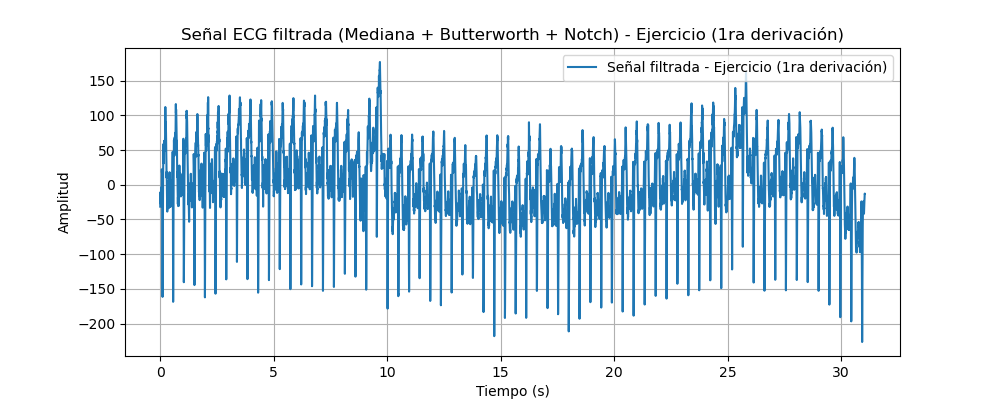 Señal ECG filtrada (Mediana + Butterworth + Notch) - Ejercicio (1ra derivación)
Señal filtrada - Ejercicio (1ra derivación)
Amplitud
150
100
50
0
−50
−100
−150
−200
0 5 10 15 20 25 30
Tiempo (s)